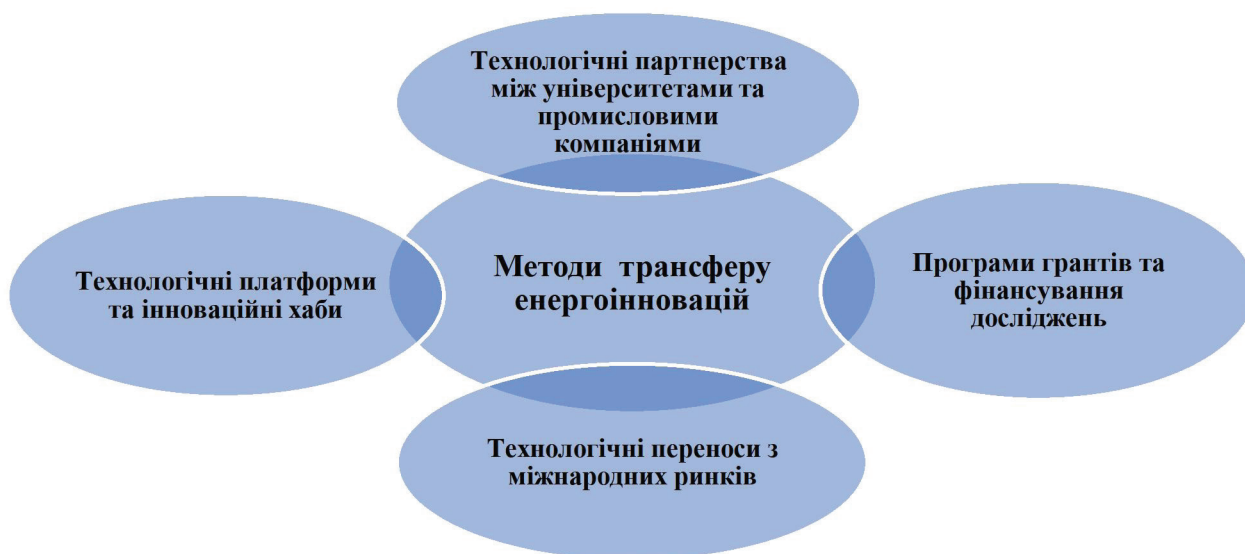 Технологічні партнерства
між університетами та
промисловими
компаніями
Технологічні платформи
та інноваційні хаби
Методи трансферу
енергоінновацій
Програми грантів та
фінансування
досліджень
Технологічні переноси з
міжнародних ринків